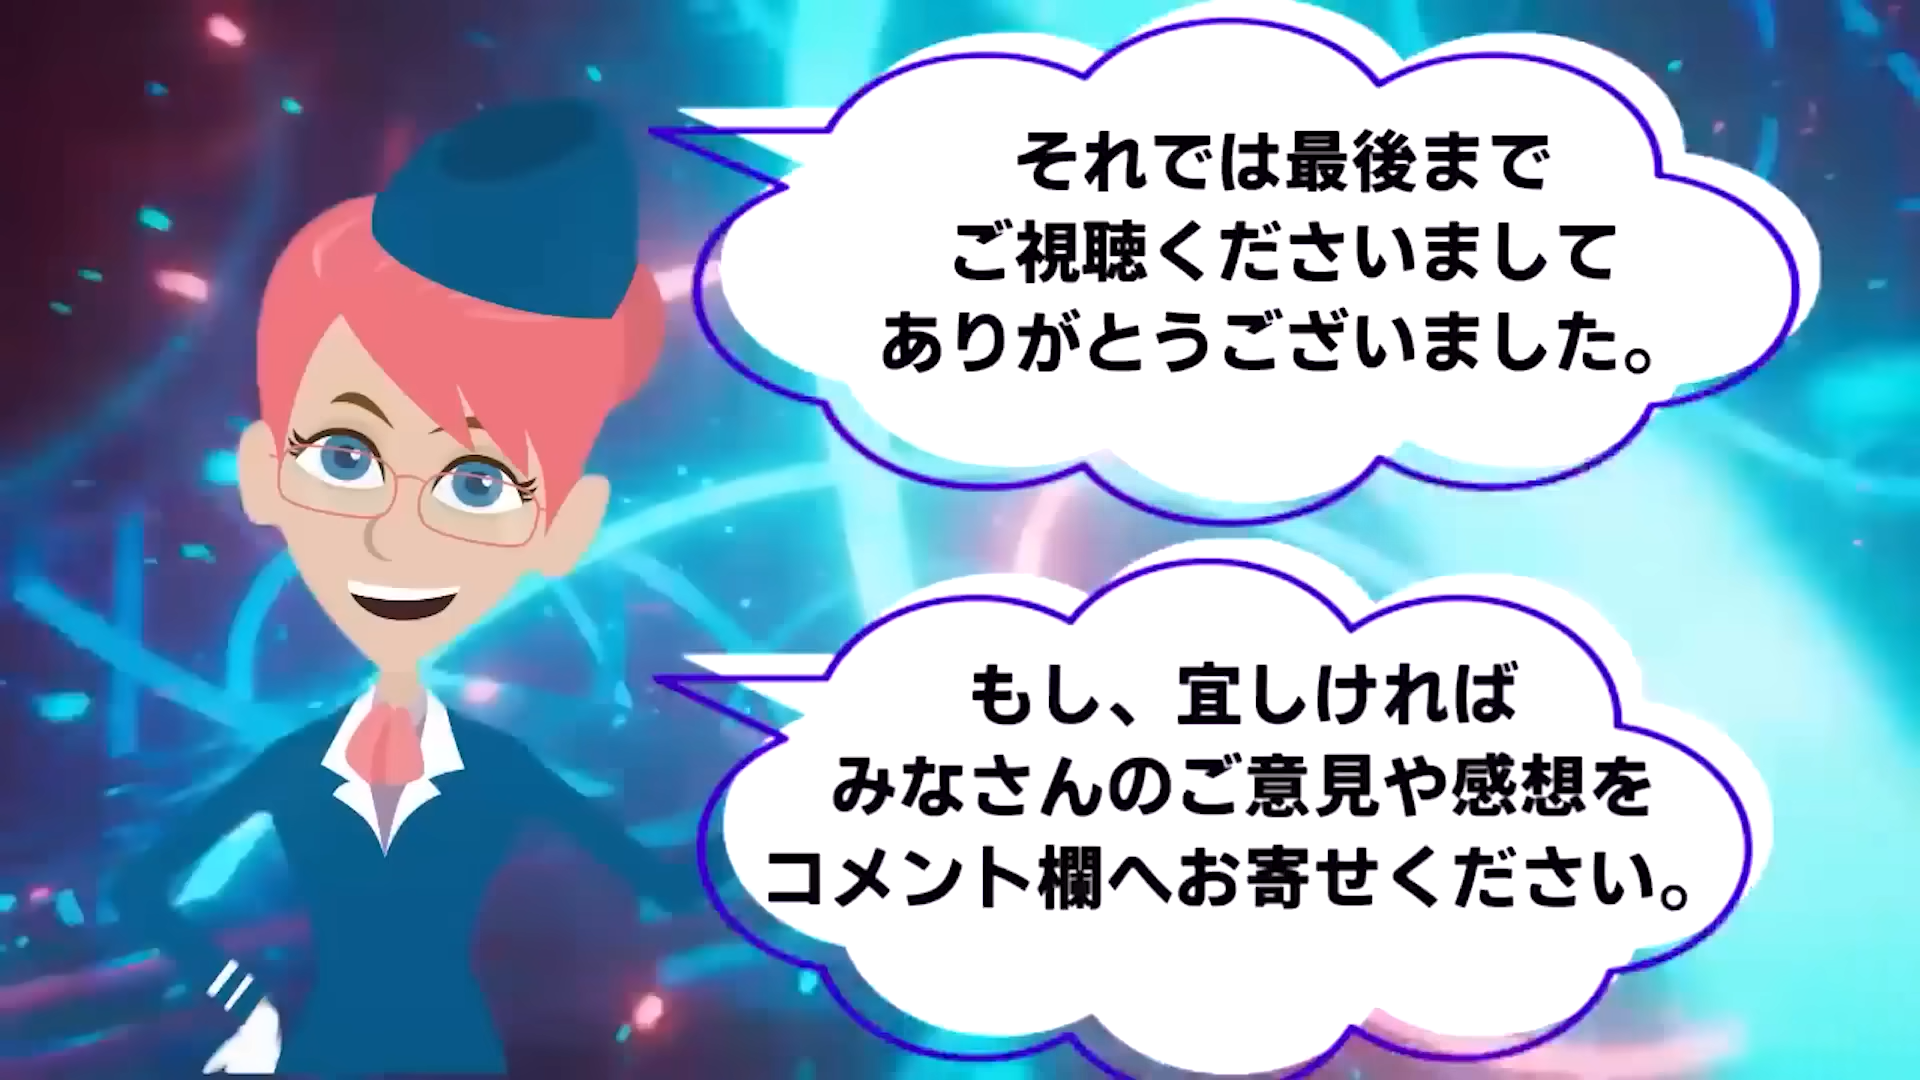 それでは最後まで
ご視聴くださいまして
ありがとうございました。
もし、宜しければ
みなさんのご意見や感想を
コメント欄へお寄せください。